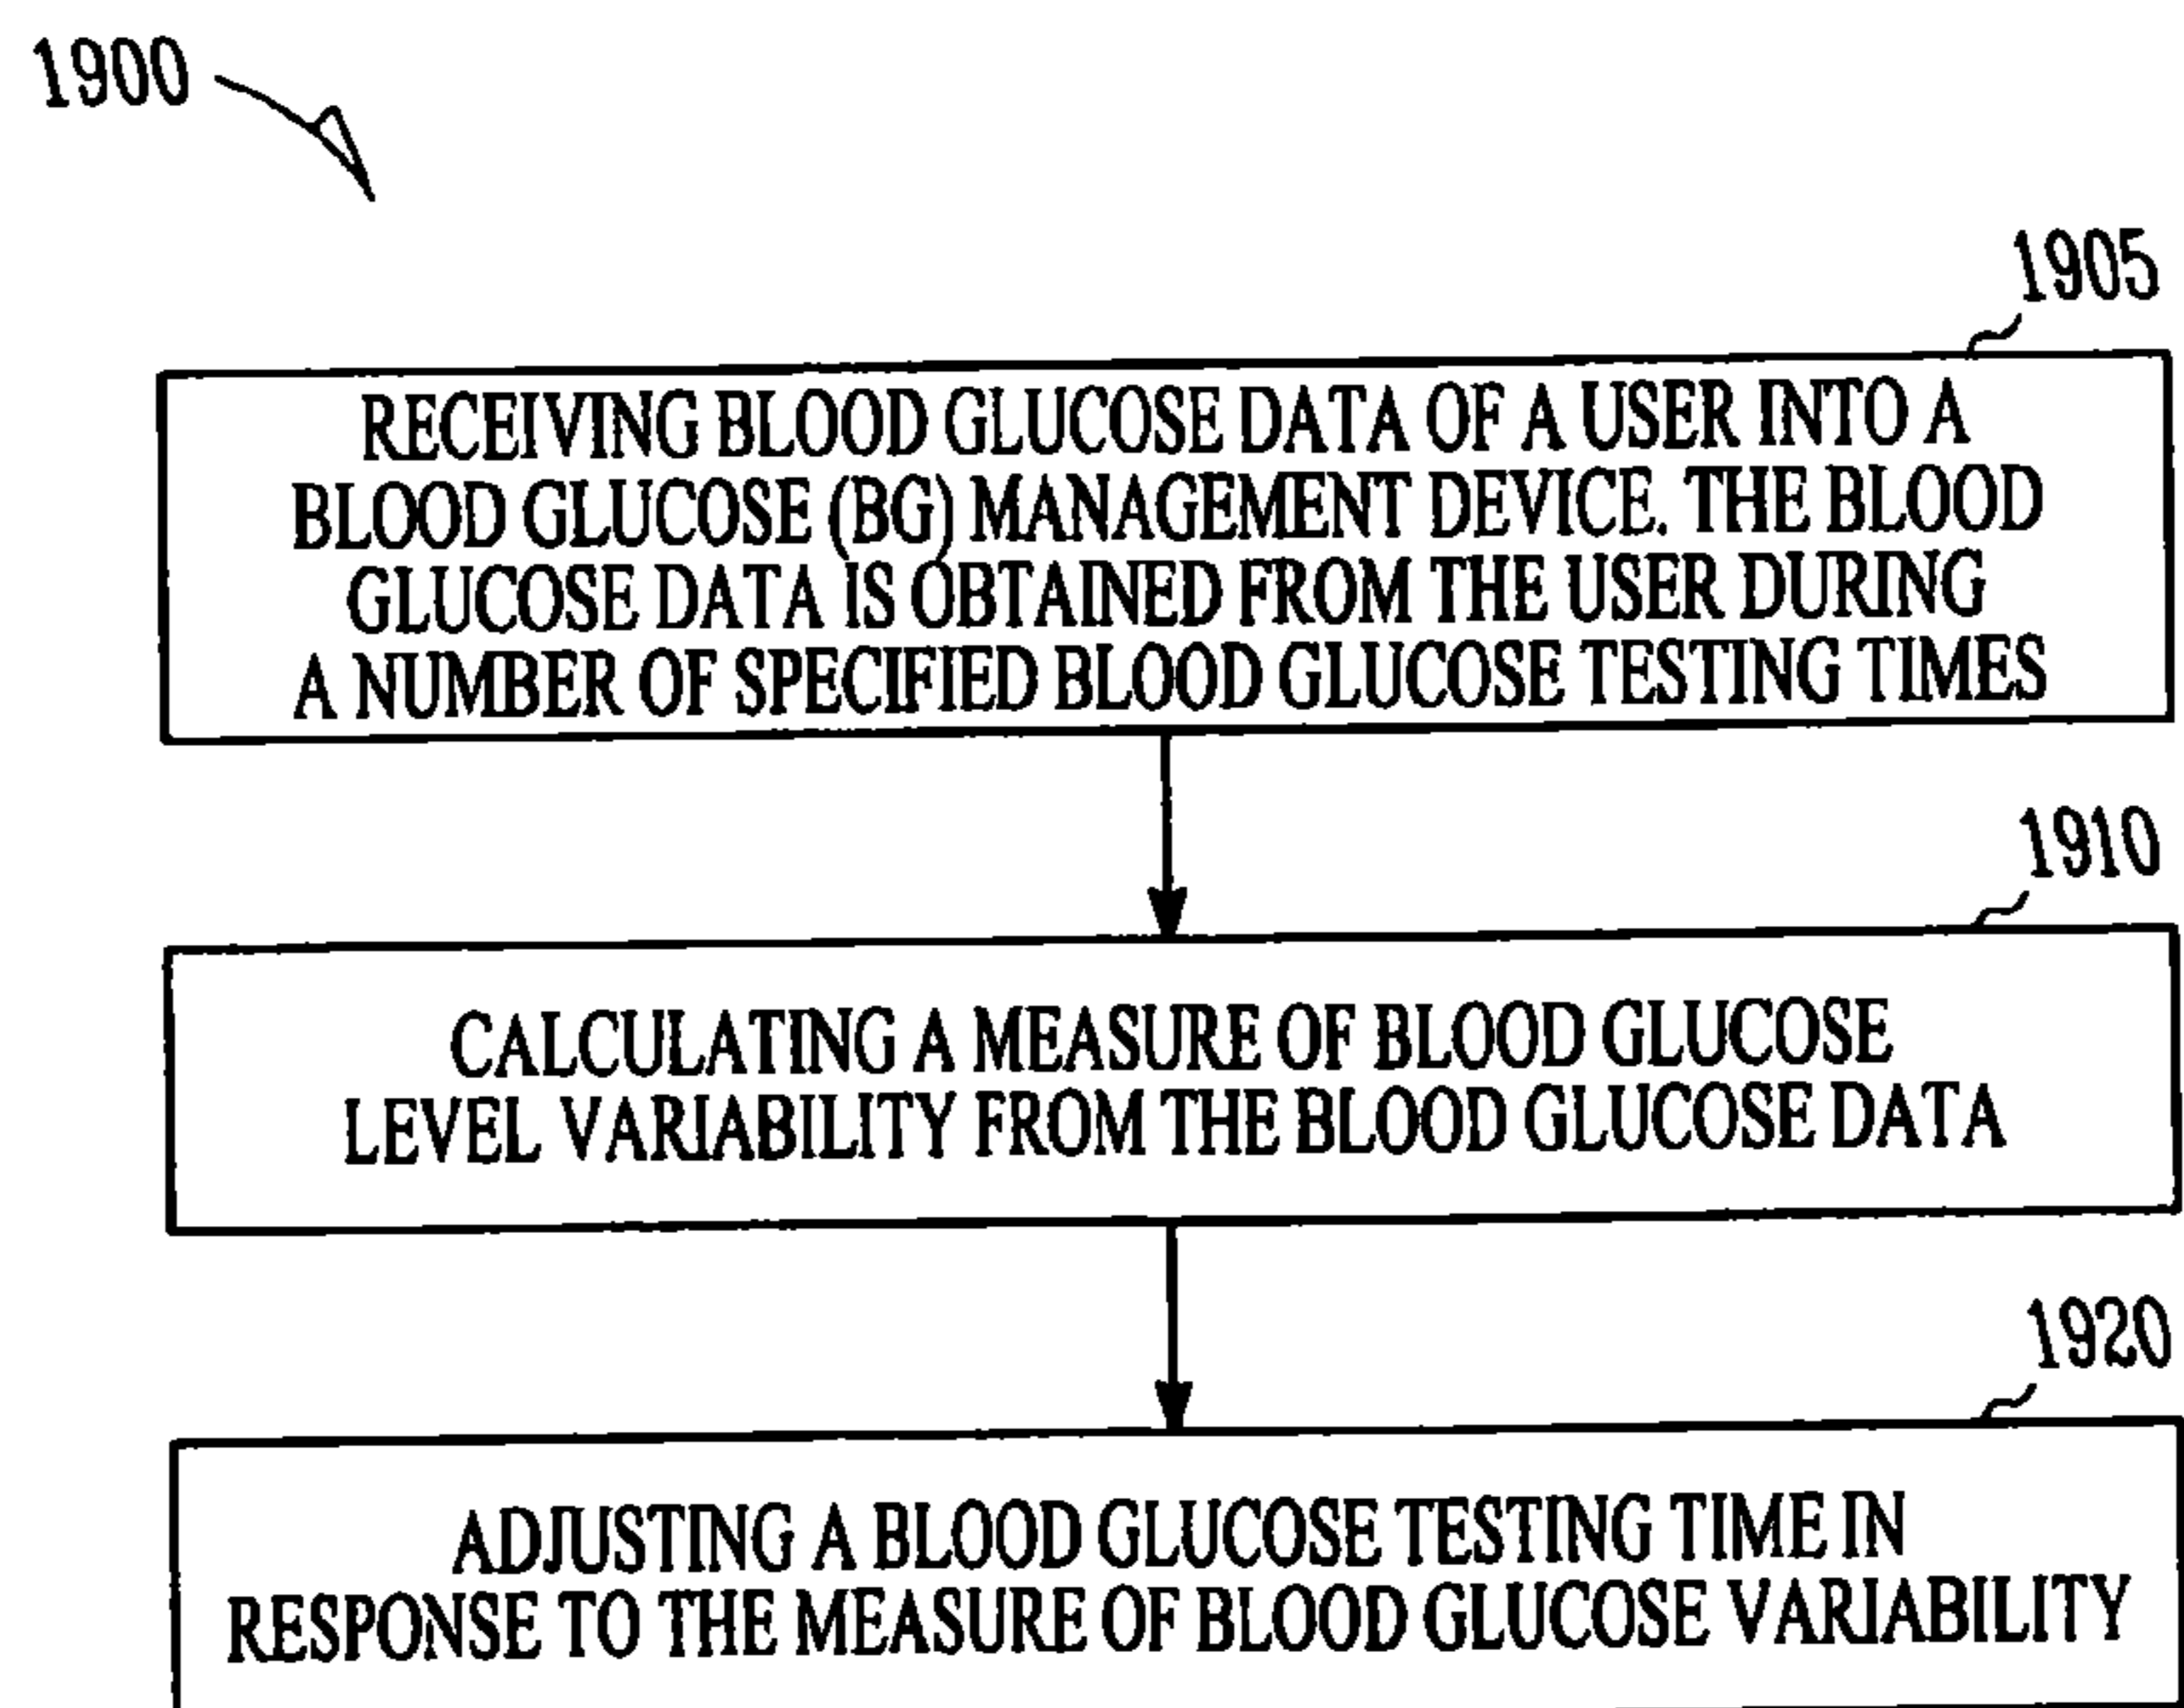 1900
1905
RECEIVING BLOOD GLUCOSE DATA OF A USER INTO A
BLOOD GLUCOSE (BG) MANAGEMENT DEVICE. THE BLOOD
GLUCOSE DATA IS OBTAINED FROM THE USER DURING
A NUMBER OF SPECIFIED BLOOD GLUCOSE TESTING TIMES
1910
CALCULATING A MEASURE OF BLOOD GLUCOSE
LEVEL VARIABILITY FROM THE BLOOD GLUCOSE DATA
1920
ADJUSTING A BLOOD GLUCOSE TESTING TIME IN
RESPONSE TO THE MEASURE OF BLOOD GLUCOSE VARIABILITY